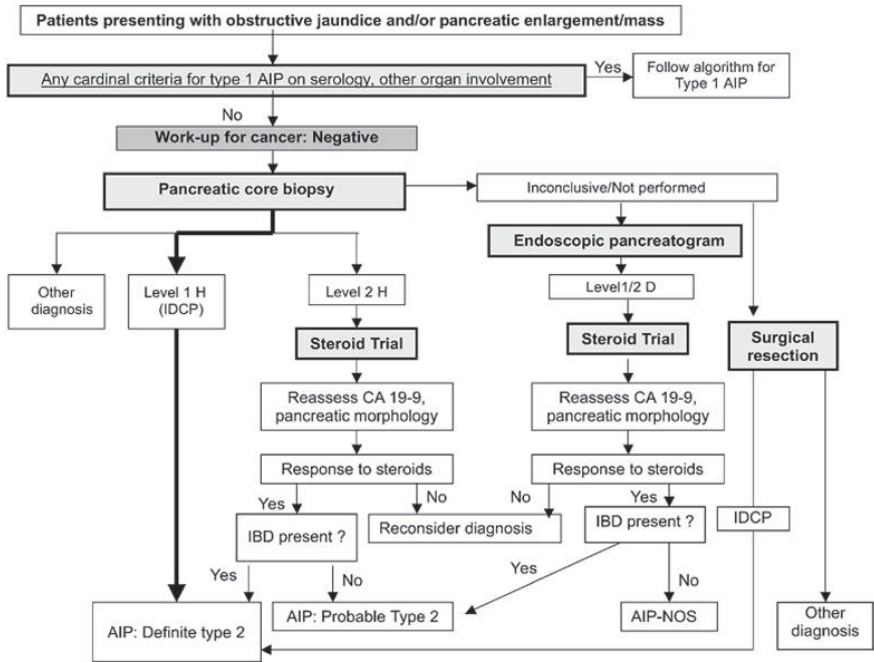 Patients presenting with obstructive jaundice and/or pancreatic enlargement/mass
Any cardinal criteria for type 1 AIP on serology, other organ involvement
Yes
Follow algorithm for
Type 1 AIP
No
Work-up for cancer: Negative
Pancreatic core biopsy
Inconclusive/Not performed
Endoscopic pancreatogram
Other
diagnosis
Level 1 H
(IDCP)
Level 2 H
Level1/2 D
Steroid Trial
Steroid Trial
Surgical
resection
Reassess CA 19-9,
pancreatic morphology
Reassess CA 19-9,
pancreatic morphology
Response to steroids
Response to steroids
Yes
No
No
Yes
IBD present ?
Reconsider diagnosis
IBD present ?
IDCP
Yes
No
Yes
No
AIP: Definite type 2
AIP: Probable Type 2
AIP-NOS
Other
diagnosis